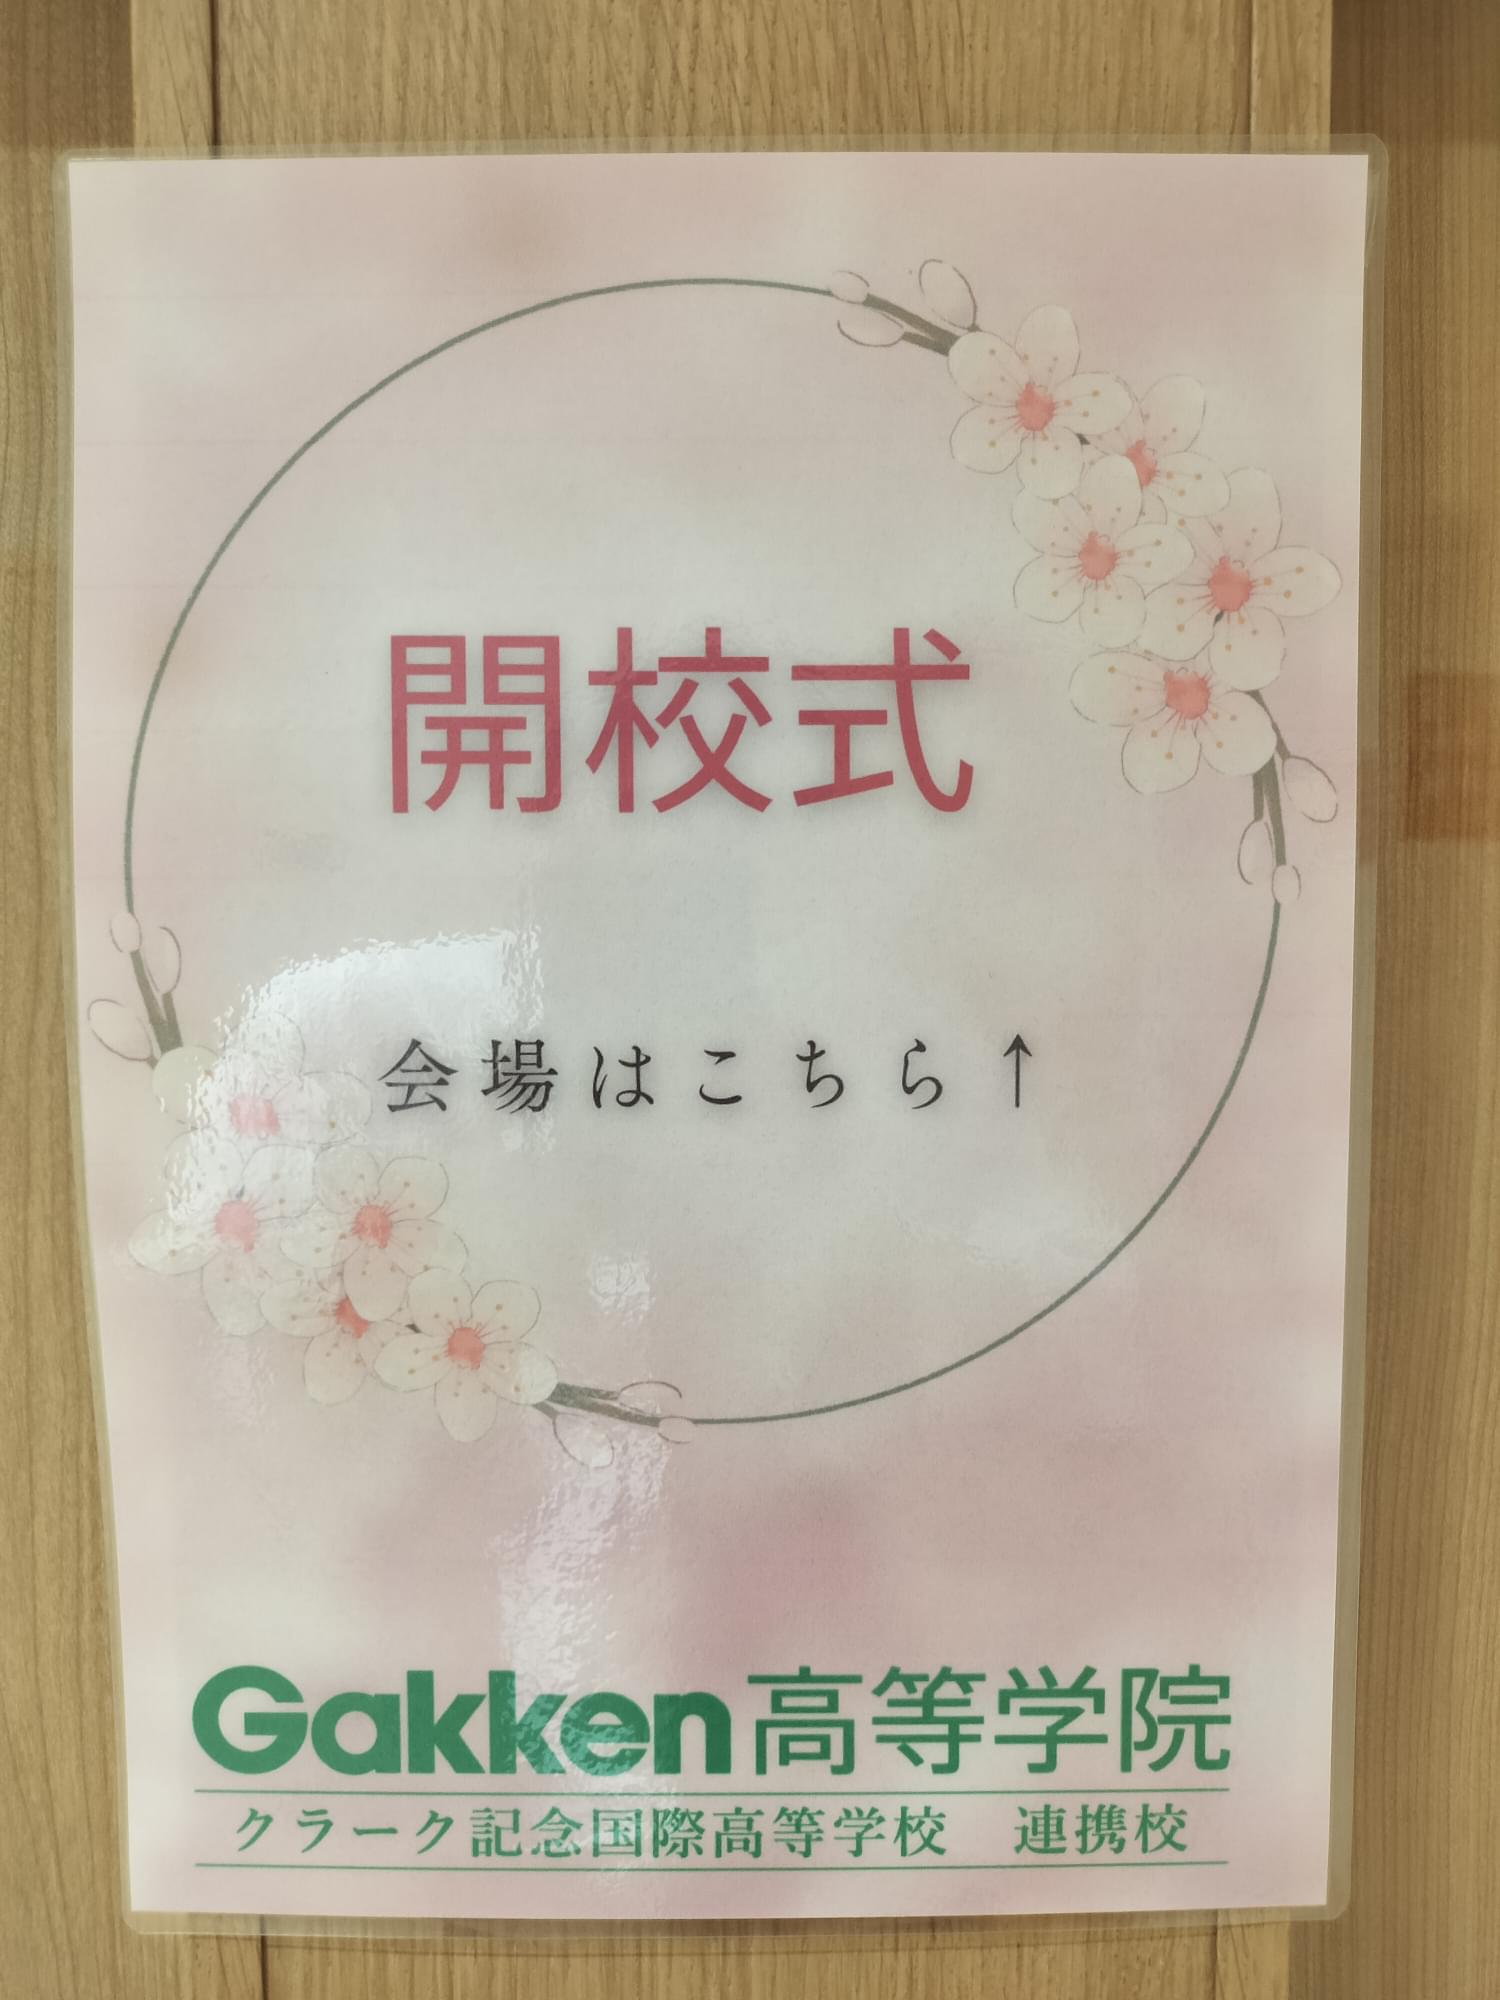 開校式
会場はこちら↑
Gakken高等学院
クラーク記念国際高等学校　連携校